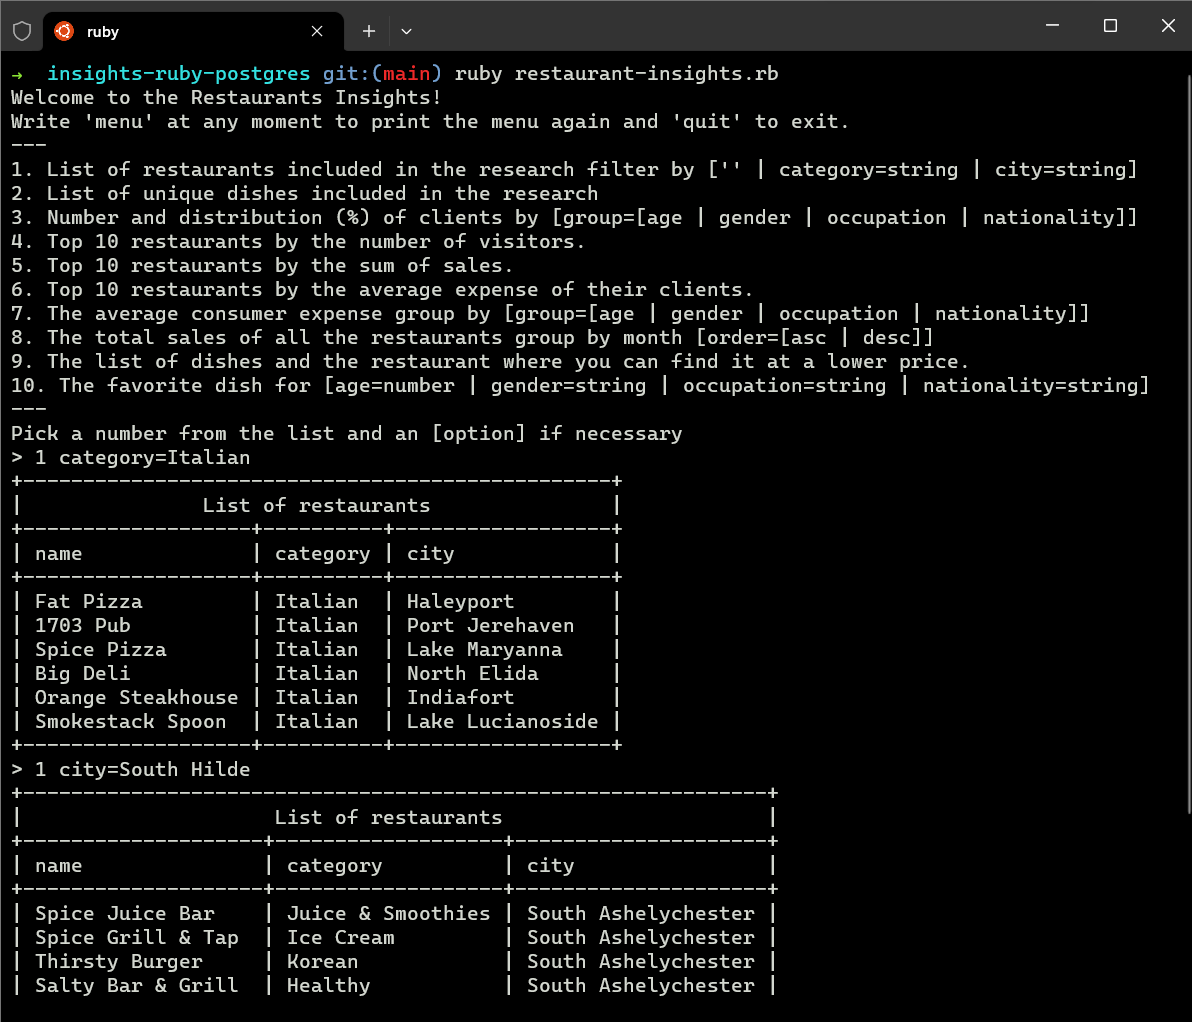 ruby
→ insights-ruby-postgres git:(main) ruby restaurant-insights.rb
Welcome to the Restaurants Insights!
Write 'menu' at any moment to print the menu again and 'quit' to exit.
---
1. List of restaurants included in the research filter by ['' | category=string | city=string]
2. List of unique dishes included in the research
3. Number and distribution (%) of clients by [group=[age | gender | occupation | nationality]]
4. Top 10 restaurants by the number of visitors.
5. Top 10 restaurants by the sum of sales.
6. Top 10 restaurants by the average expense of their clients.
7. The average consumer expense group by [group=[age | gender | occupation | nationality]]
8. The total sales of all the restaurants group by month [order=[asc | desc]]
9. The list of dishes and the restaurant where you can find it at a lower price.
10. The favorite dish for [age=number | gender=string | occupation=string | nationality=string]
---
Pick a number from the list and an [option] if necessary
> 1 category=Italian
+-------------------------------------------------+
|               List of restaurants               |
+-------------------+----------+------------------+
| name              | category | city             |
+-------------------+----------+------------------+
| Fat Pizza         | Italian  | Haleyport        |
| 1703 Pub          | Italian  | Port Jerehaven   |
| Spice Pizza       | Italian  | Lake Maryanna    |
| Big Deli          | Italian  | North Elida      |
| Orange Steakhouse | Italian  | Indiafort        |
| Smokestack Spoon  | Italian  | Lake Lucianoside |
+-------------------+----------+------------------+
> 1 city=South Hilde
+--------------------------------------------------------------+
|                     List of restaurants                      |
+--------------------+-------------------+---------------------+
| name               | category          | city                |
+--------------------+-------------------+---------------------+
| Spice Juice Bar    | Juice & Smoothies | South Ashelychester |
| Spice Grill & Tap  | Ice Cream         | South Ashelychester |
| Thirsty Burger     | Korean            | South Ashelychester |
| Salty Bar & Grill  | Healthy           | South Ashelychester |